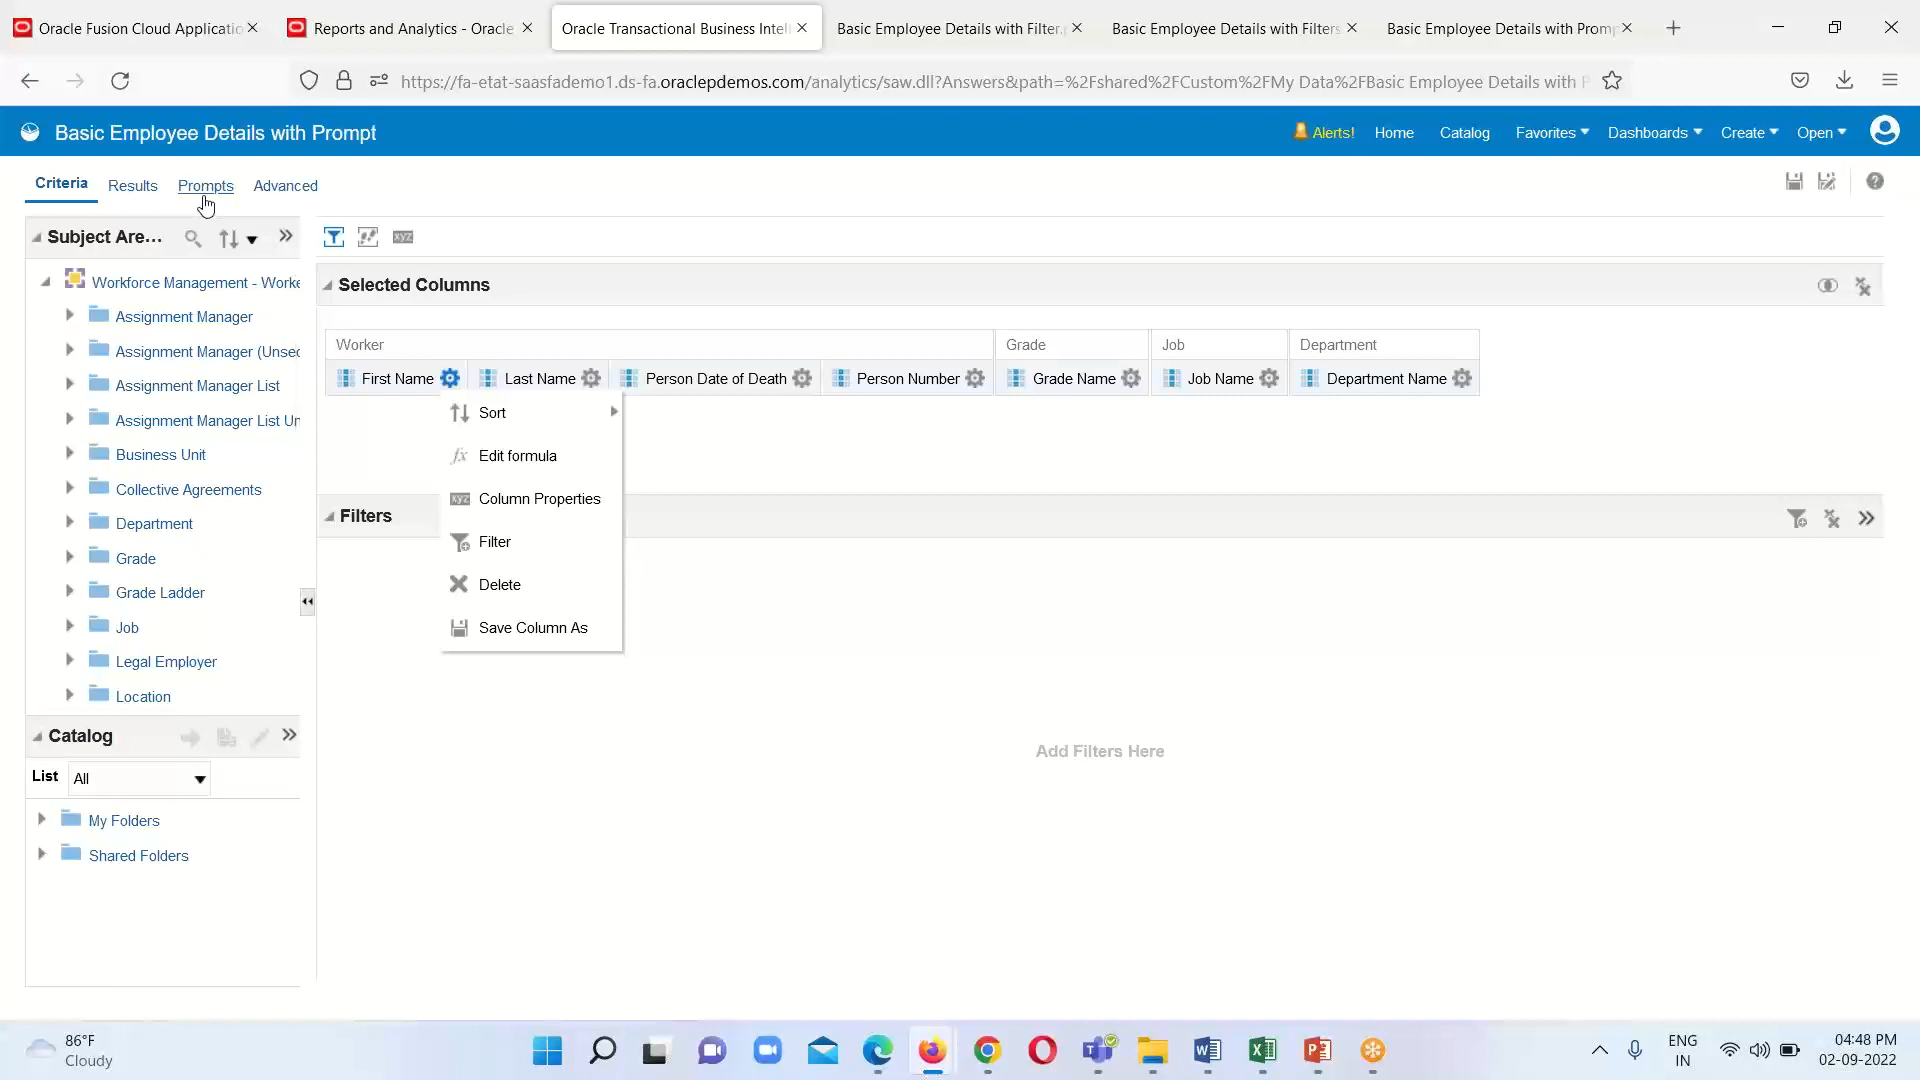 Oracle Fusion Cloud Applicatio
Reports and Analytics - Oracle
Oracle Transactional Business Intell
Basic Employee Details with Filter.
Basic Employee Details with Filters
Basic Employee Details with Promp
https://fa-etat-saasfademo1.ds-fa.oraclepdemos.com/analytics/saw.dll?Answers&path=%2Fshared%2FCustom%2FMy Data%2FBasic Employee Details with P
Basic Employee Details with Prompt
Alerts!
Home
Catalog
Favorites
Dashboards
Create
Open
Criteria
Results
Prompts
Advanced
Subject Are...
Workforce Management - Worke
Assignment Manager
Assignment Manager (Unsec
Assignment Manager List
Assignment Manager List Un
Business Unit
Collective Agreements
Department
Grade
Grade Ladder
Job
Legal Employer
Location
Catalog
List
All
My Folders
Shared Folders
xyz
Selected Columns
Worker
Grade
Job
Department
First Name
Last Name
Person Date of Death
Person Number
Grade Name
Job Name
Department Name
Sort
fx Edit formula
xyz Column Properties
Filter
Delete
Save Column As
Filters
Add Filters Here
86°F
Cloudy
ENG
IN
04:48 PM
02-09-2022